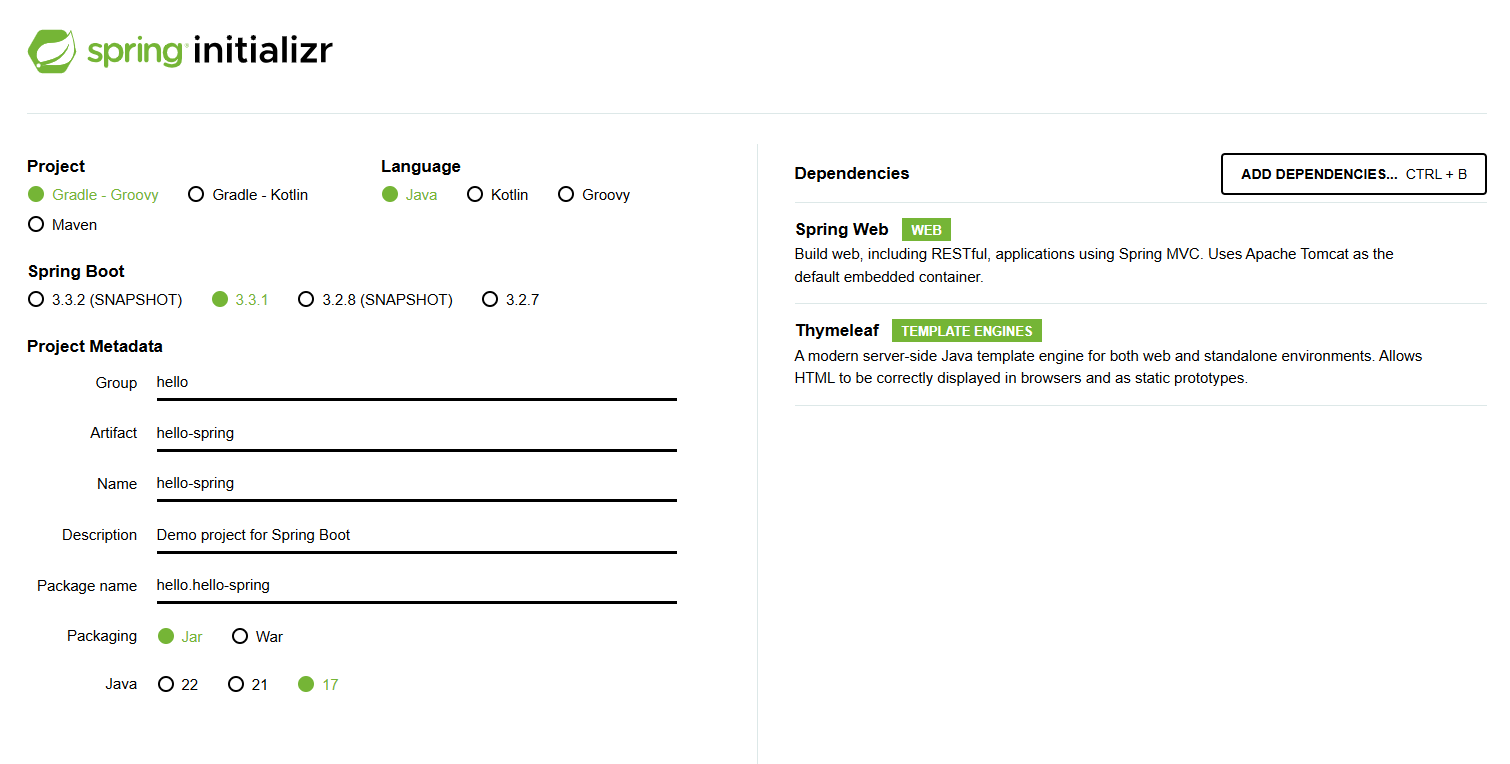 spring initializr
Project
Gradle - Groovy Gradle - Kotlin
Maven
Language
Java Kotlin Groovy
Spring Boot
3.3.2 (SNAPSHOT) 3.3.1 3.2.8 (SNAPSHOT) 3.2.7
Project Metadata
Group hello
Artifact hello-spring
Name hello-spring
Description Demo project for Spring Boot
Package name hello.hello-spring
Packaging Jar War
Java 22 21 17
Dependencies
ADD DEPENDENCIES... CTRL + B
Spring Web WEB
Build web, including RESTful, applications using Spring MVC. Uses Apache Tomcat as the
default embedded container.
Thymeleaf TEMPLATE ENGINES
A modern server-side Java template engine for both web and standalone environments. Allows
HTML to be correctly displayed in browsers and as static prototypes.